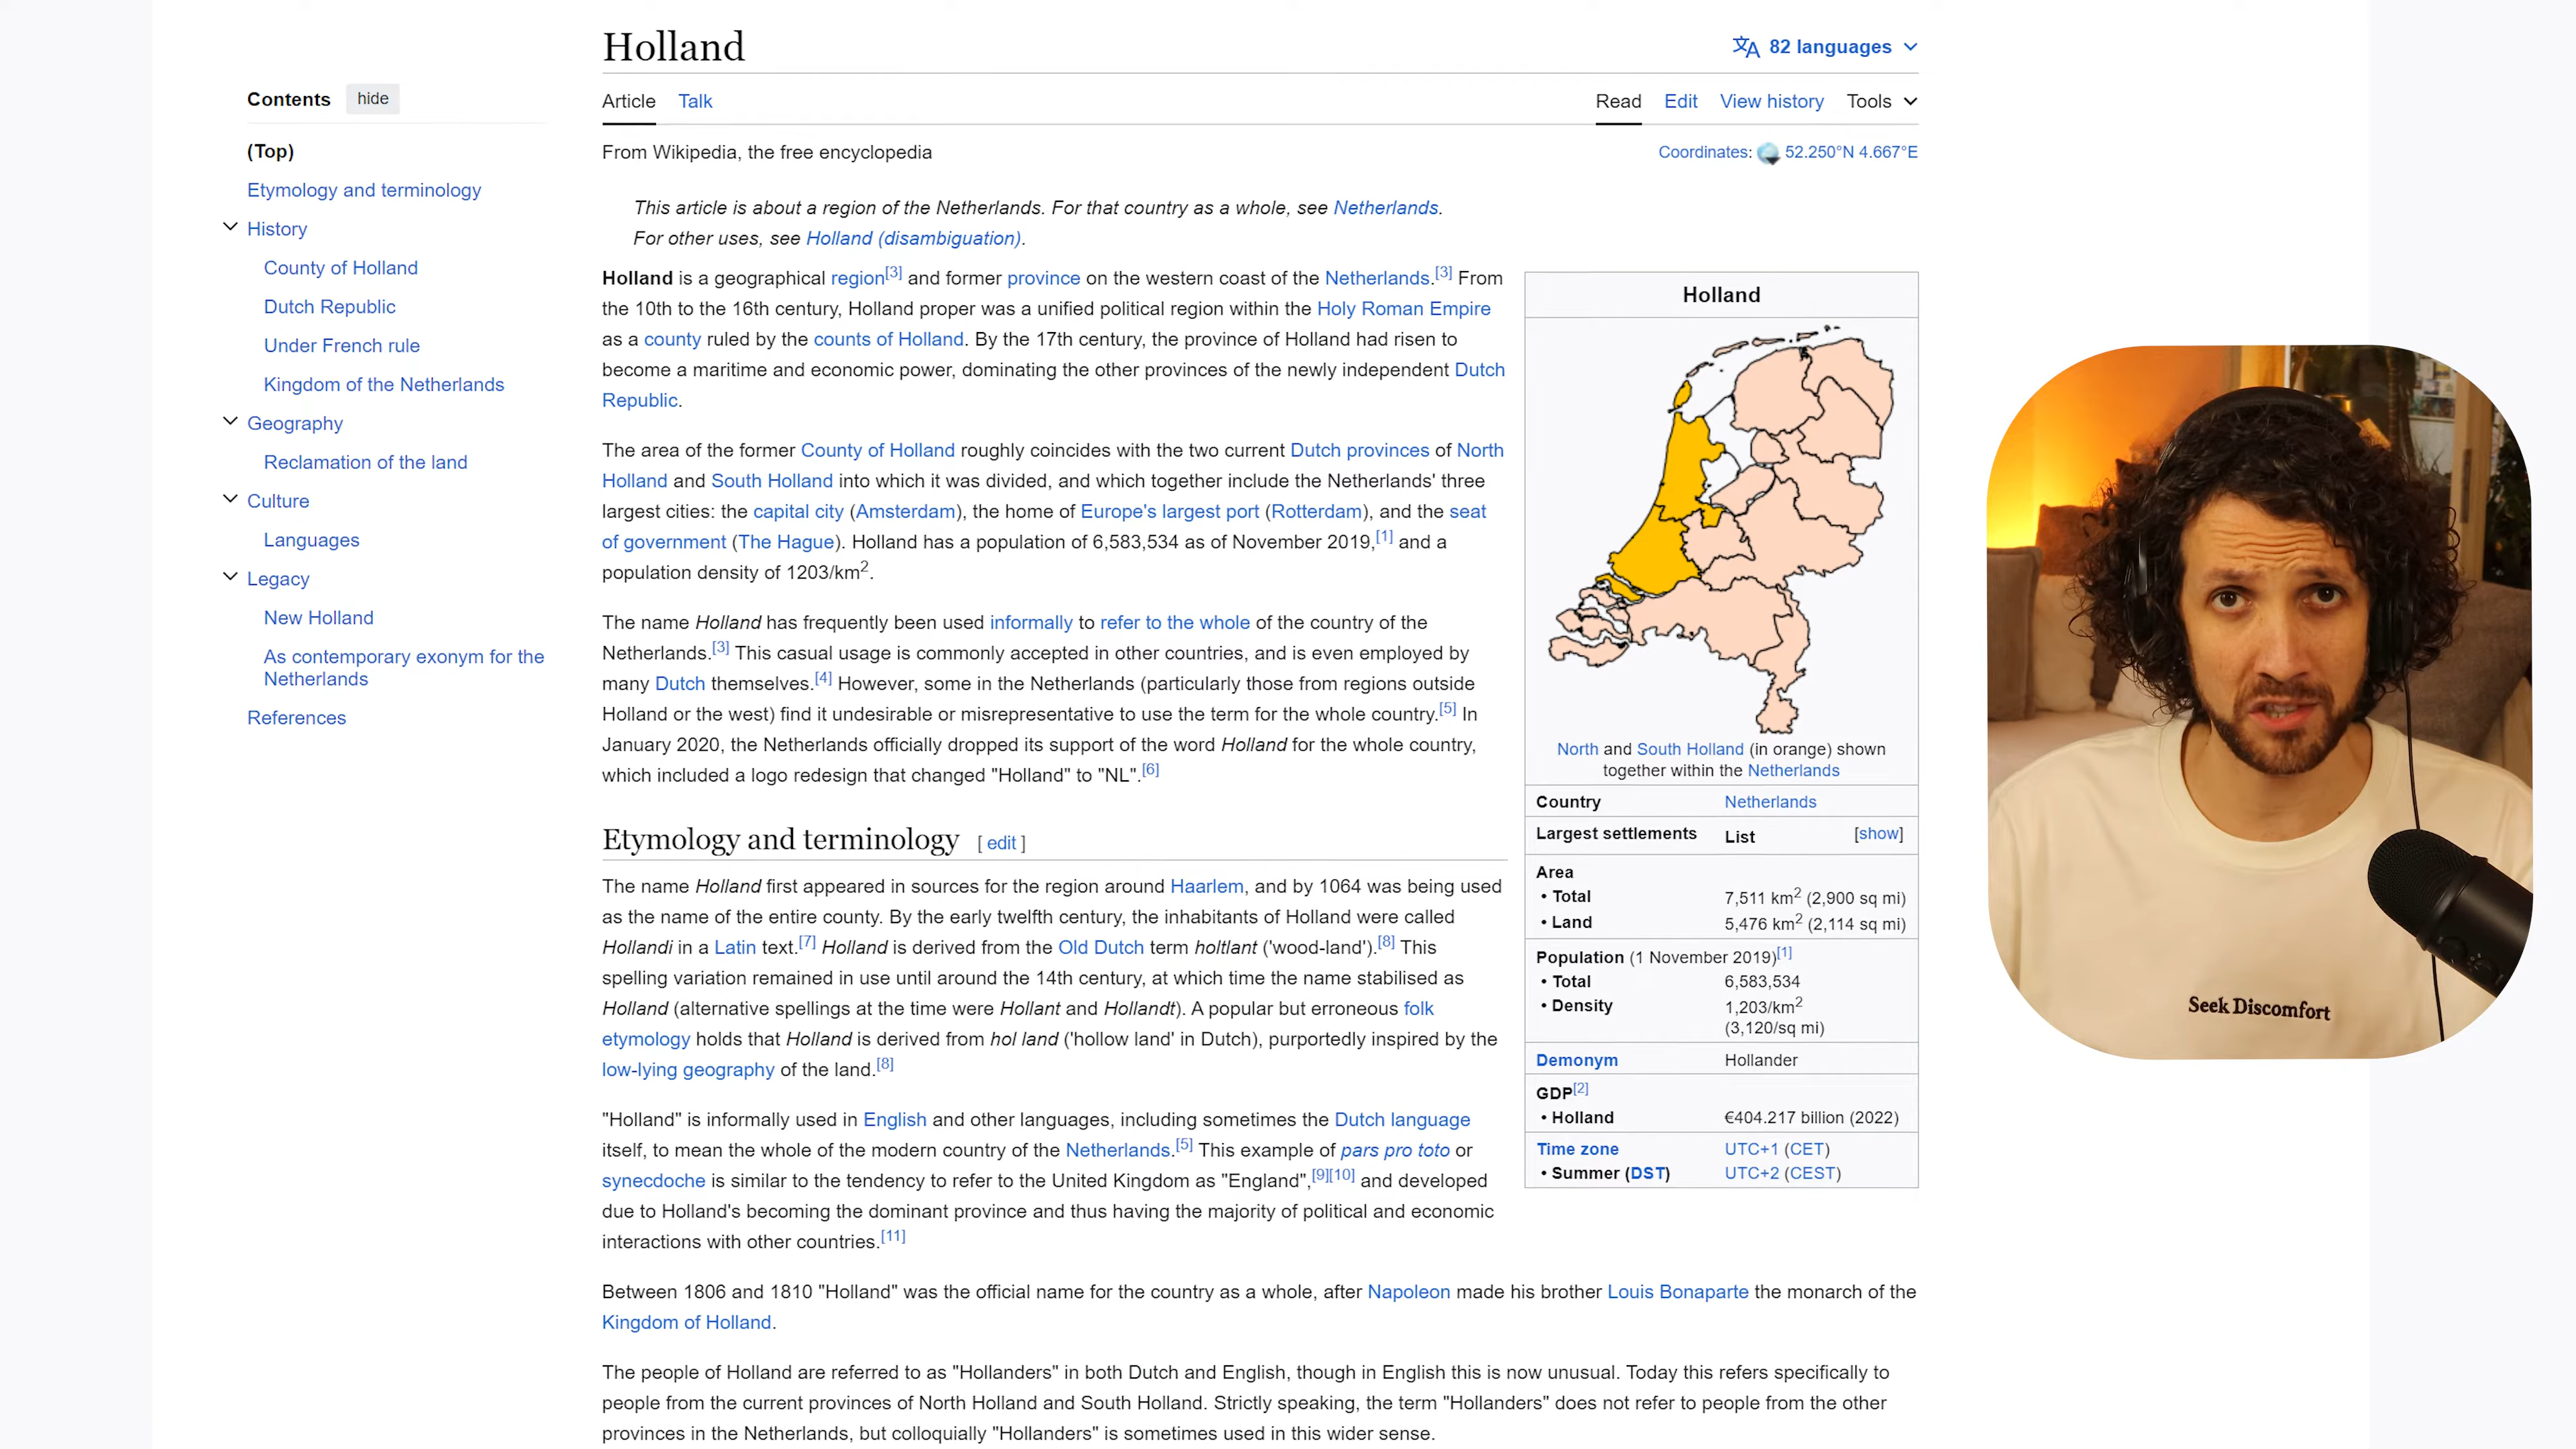 Holland
82 languages
Contents hide
Article Talk
Read Edit View history Tools
(Top)
Etymology and terminology
History
County of Holland
Dutch Republic
Under French rule
Kingdom of the Netherlands
Geography
Reclamation of the land
Culture
Languages
Legacy
New Holland
As contemporary exonym for the
Netherlands
References
From Wikipedia, the free encyclopedia
Coordinates: 52.250°N 4.667°E
This article is about a region of the Netherlands. For that country as a whole, see Netherlands.
For other uses, see Holland (disambiguation).
Holland is a geographical region[3] and former province on the western coast of the Netherlands.[3] From
the 10th to the 16th century, Holland proper was a unified political region within the Holy Roman Empire
as a county ruled by the counts of Holland. By the 17th century, the province of Holland had risen to
become a maritime and economic power, dominating the other provinces of the newly independent Dutch
Republic.
The area of the former County of Holland roughly coincides with the two current Dutch provinces of North
Holland and South Holland into which it was divided, and which together include the Netherlands' three
largest cities: the capital city (Amsterdam), the home of Europe's largest port (Rotterdam), and the seat
of government (The Hague). Holland has a population of 6,583,534 as of November 2019,[1] and a
population density of 1203/km2.
The name Holland has frequently been used informally to refer to the whole of the country of the
Netherlands.[3] This casual usage is commonly accepted in other countries, and is even employed by
many Dutch themselves.[4] However, some in the Netherlands (particularly those from regions outside
Holland or the west) find it undesirable or misrepresentative to use the term for the whole country.[5] In
January 2020, the Netherlands officially dropped its support of the word Holland for the whole country,
which included a logo redesign that changed "Holland" to "NL".[6]
Etymology and terminology [ edit ]
The name Holland first appeared in sources for the region around Haarlem, and by 1064 was being used
as the name of the entire county. By the early twelfth century, the inhabitants of Holland were called
Hollandi in a Latin text.[7] Holland is derived from the Old Dutch term holtlant ('wood-land').[8] This
spelling variation remained in use until around the 14th century, at which time the name stabilised as
Holland (alternative spellings at the time were Hollant and Hollandt). A popular but erroneous folk
etymology holds that Holland is derived from hol land ('hollow land' in Dutch), purportedly inspired by the
low-lying geography of the land.[8]
"Holland" is informally used in English and other languages, including sometimes the Dutch language
itself, to mean the whole of the modern country of the Netherlands.[5] This example of pars pro toto or
synecdoche is similar to the tendency to refer to the United Kingdom as "England",[9][10] and developed
due to Holland's becoming the dominant province and thus having the majority of political and economic
interactions with other countries.[11]
Between 1806 and 1810 "Holland" was the official name for the country as a whole, after Napoleon made his brother Louis Bonaparte the monarch of the
Kingdom of Holland.
The people of Holland are referred to as "Hollanders" in both Dutch and English, though in English this is now unusual. Today this refers specifically to
people from the current provinces of North Holland and South Holland. Strictly speaking, the term "Hollanders" does not refer to people from the other
provinces in the Netherlands, but colloquially "Hollanders" is sometimes used in this wider sense.
Holland
North and South Holland (in orange) shown
together within the Netherlands
Country Netherlands
Largest settlements List [show]
Area
• Total 7,511 km2 (2,900 sq mi)
• Land 5,476 km2 (2,114 sq mi)
Population (1 November 2019)[1]
• Total 6,583,534
• Density 1,203/km2
(3,120/sq mi)
Demonym Hollander
GDP[2]
• Holland €404.217 billion (2022)
Time zone UTC+1 (CET)
• Summer (DST) UTC+2 (CEST)
Seek Discomfort